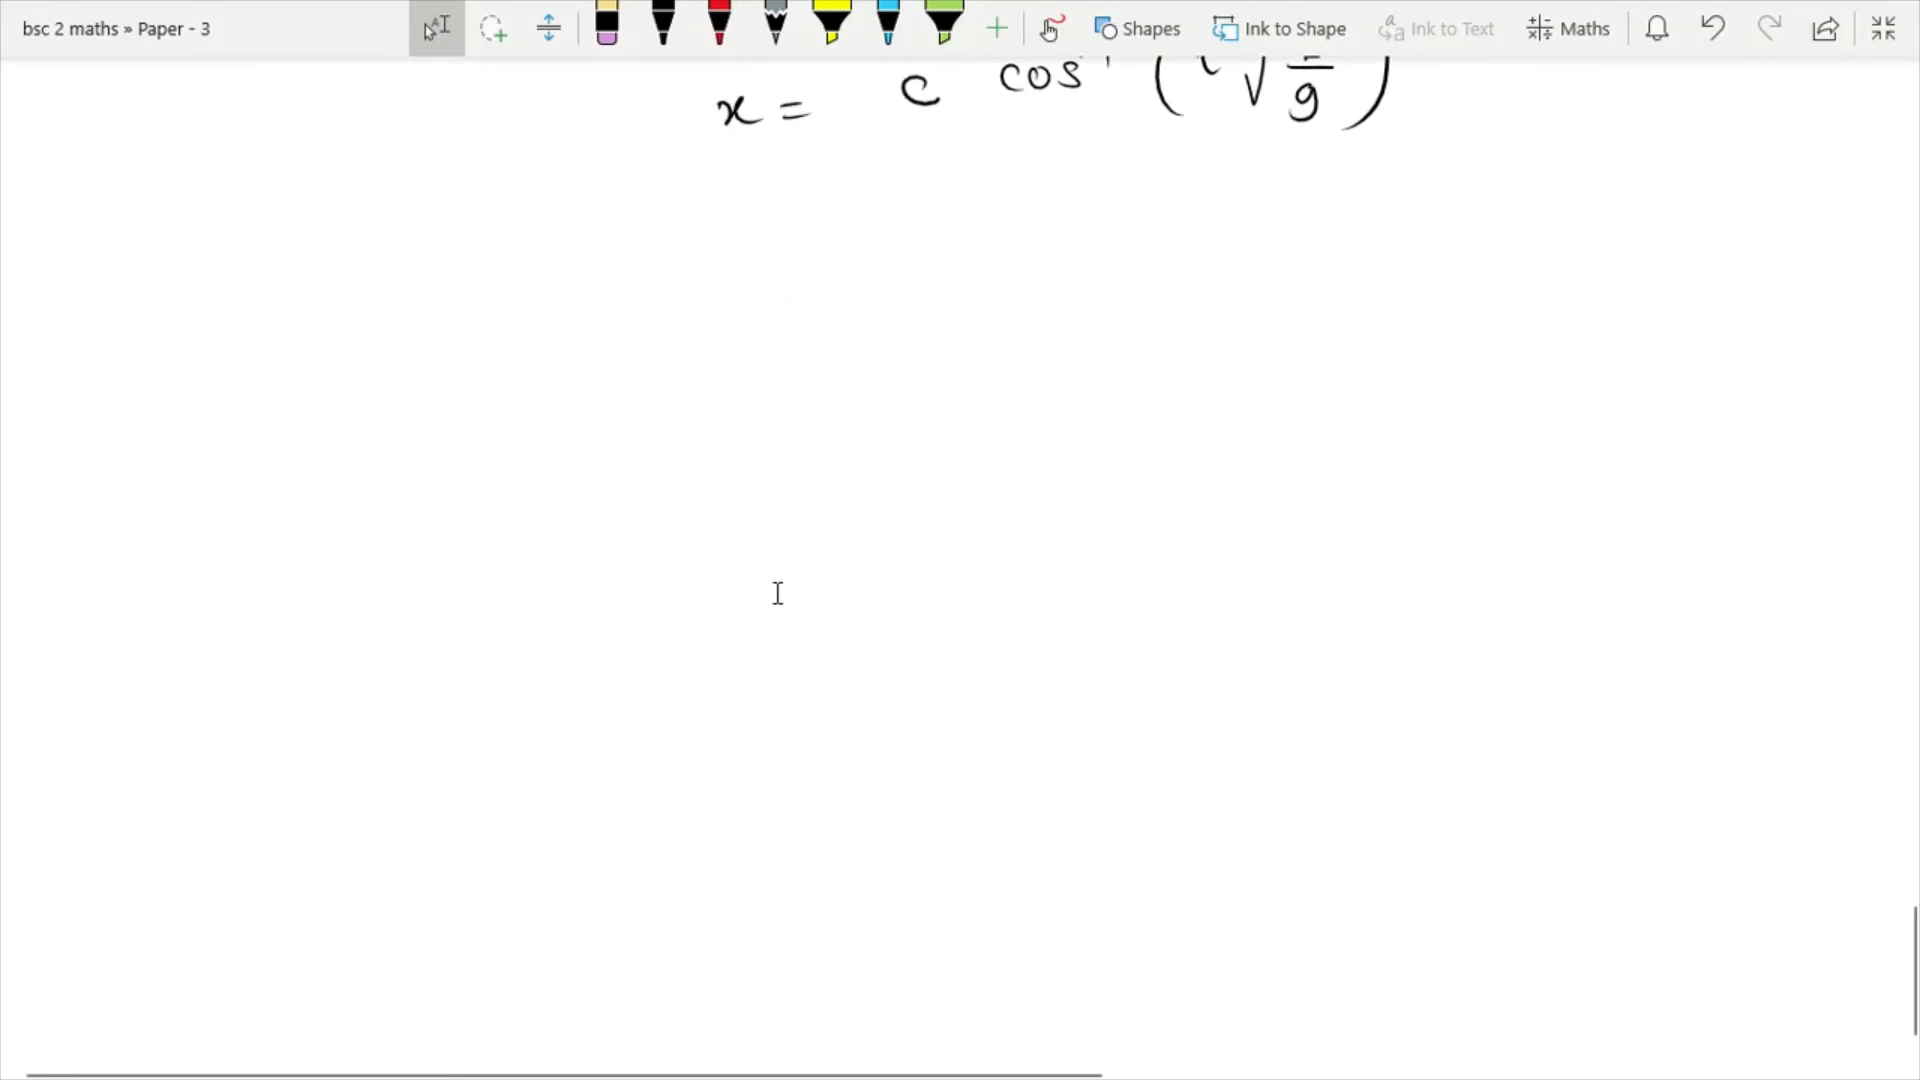 bsc 2 maths » Paper - 3
Shapes
Ink to Shape
Ink to Text
Maths
x = c cos ( √ g )